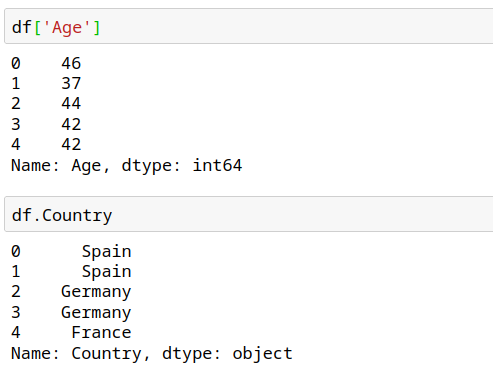 df['Age']
0    46
1    37
2    44
3    42
4    42
Name: Age, dtype: int64
df.Country
0      Spain
1      Spain
2    Germany
3    Germany
4     France
Name: Country, dtype: object